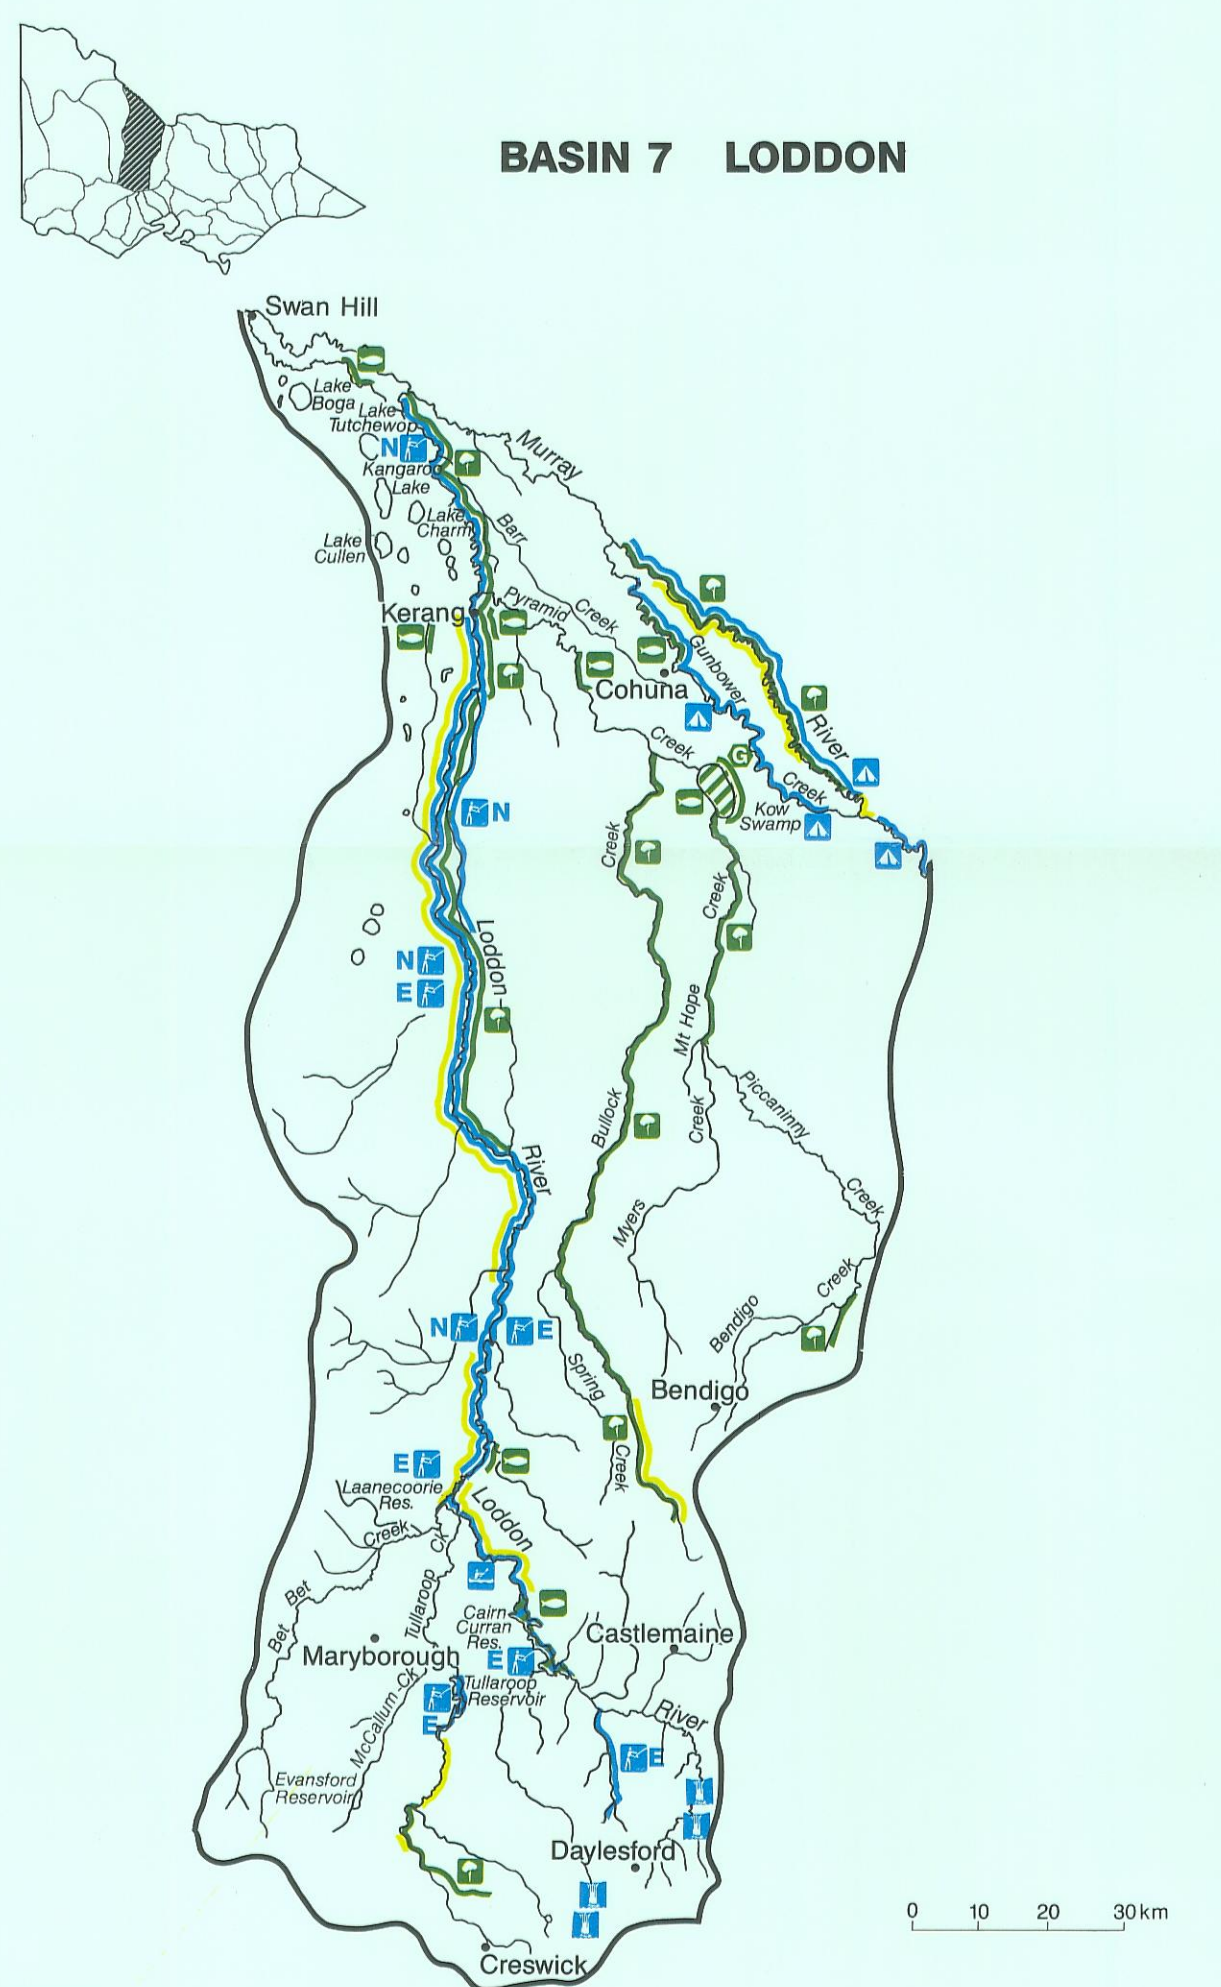 BASIN 7 LODDON
Swan Hill
Lake
Boga
Lake
Tutchewop
N
Murray
Kangaroo
Lake
Lake
Charm
Barr
Lake
Cullen
Kerang
Pyramid
Creek
Gunbower
Cohuna
River
Creek
G
Creek
Kow
Swamp
N
Creek
Creek
Loddon
N
E
Mt Hope
Piccaninny
Bullock
Creek
River
Creek
Myers
Creek
Bendigo
N
E
Spring
Bendigo
Creek
E
Laanecoorie
Res.
Loddon
Creek
Ck
Bet
Bet
Tullaroop
Cairn
Curran
Res.
Castlemaine
Maryborough
E
Tullaroop
Reservoir
McCallum Ck
E
River
E
Evansford
Reservoir
Daylesford
0 10 20 30km
Creswick